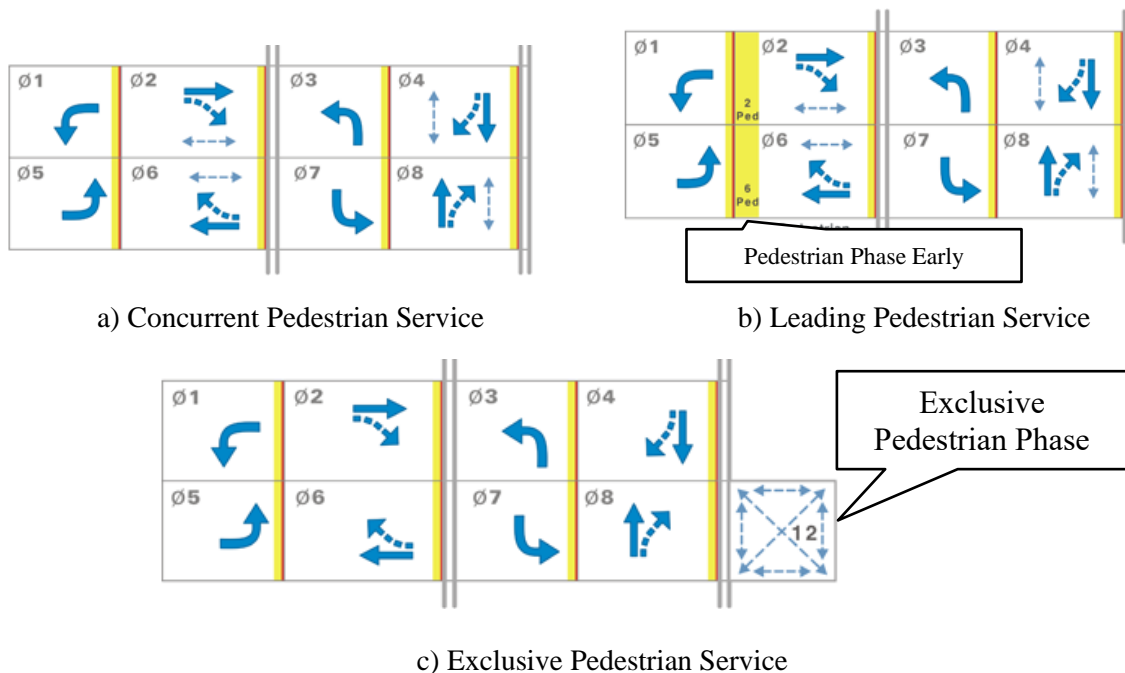 Ø1 Ø2 Ø3 Ø4
Ø5 Ø6 Ø7 Ø8
a) Concurrent Pedestrian Service
Ø1 Ø2 Ø3 Ø4
2
Ped
Ø5 Ø6 Ø7 Ø8
6
Ped
Pedestrian Phase Early
b) Leading Pedestrian Service
Ø1 Ø2 Ø3 Ø4
Ø5 Ø6 Ø7 Ø8
12
Exclusive
Pedestrian Phase
c) Exclusive Pedestrian Service